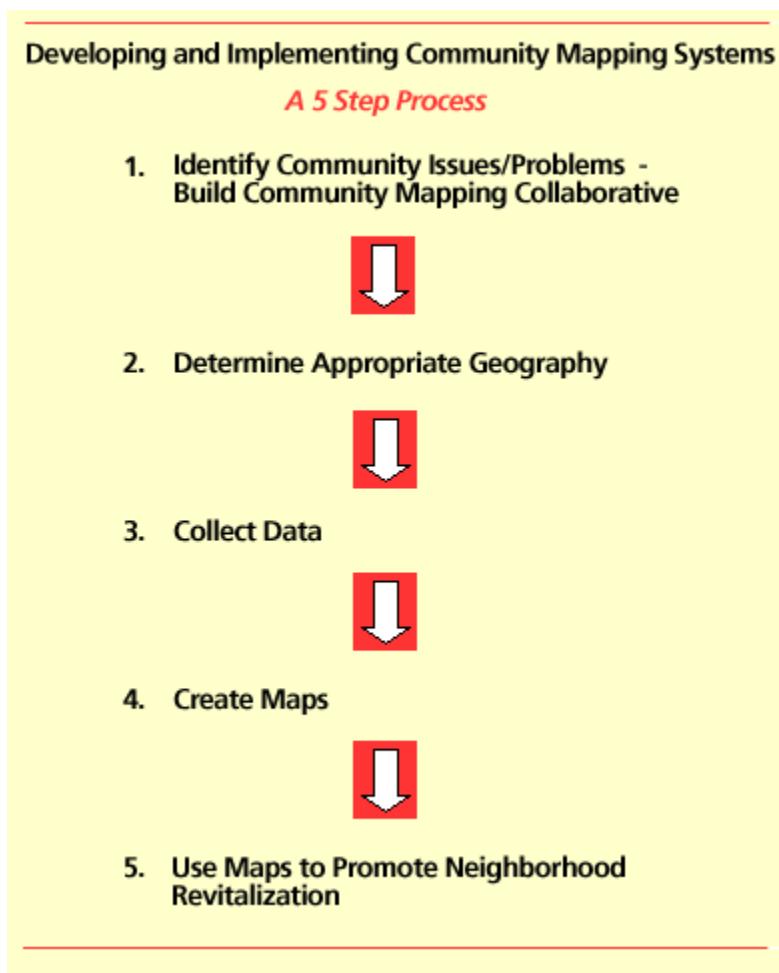 Developing and Implementing Community Mapping Systems
A 5 Step Process
1. Identify Community Issues/Problems -
Build Community Mapping Collaborative
2. Determine Appropriate Geography
3. Collect Data
4. Create Maps
5. Use Maps to Promote Neighborhood
Revitalization